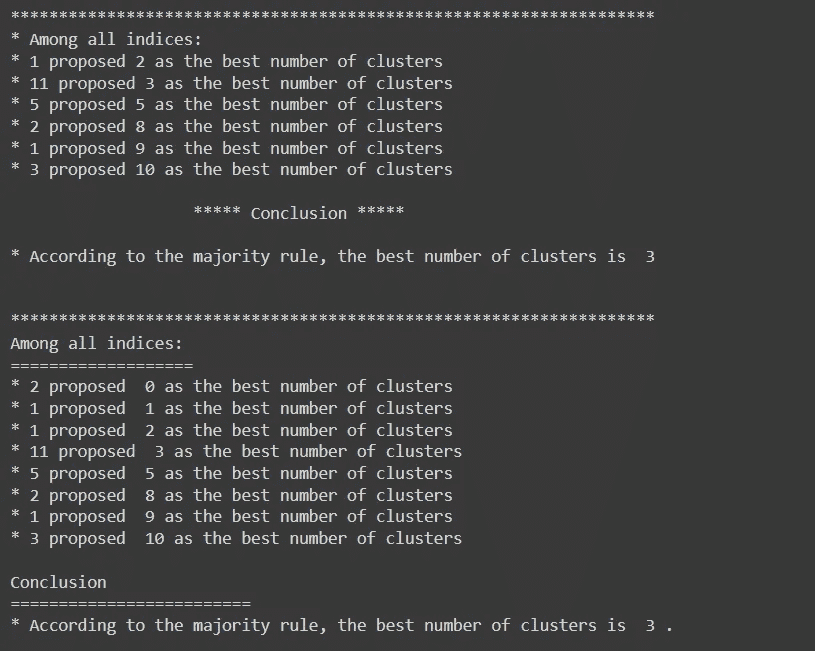 *******************************************************************
* Among all indices:
* 1 proposed 2 as the best number of clusters
* 11 proposed 3 as the best number of clusters
* 5 proposed 5 as the best number of clusters
* 2 proposed 8 as the best number of clusters
* 1 proposed 9 as the best number of clusters
* 3 proposed 10 as the best number of clusters
***** Conclusion *****
* According to the majority rule, the best number of clusters is  3
*******************************************************************
Among all indices:
===================
* 2 proposed  0 as the best number of clusters
* 1 proposed  1 as the best number of clusters
* 1 proposed  2 as the best number of clusters
* 11 proposed  3 as the best number of clusters
* 5 proposed  5 as the best number of clusters
* 2 proposed  8 as the best number of clusters
* 1 proposed  9 as the best number of clusters
* 3 proposed  10 as the best number of clusters
Conclusion
=========================
* According to the majority rule, the best number of clusters is  3 .